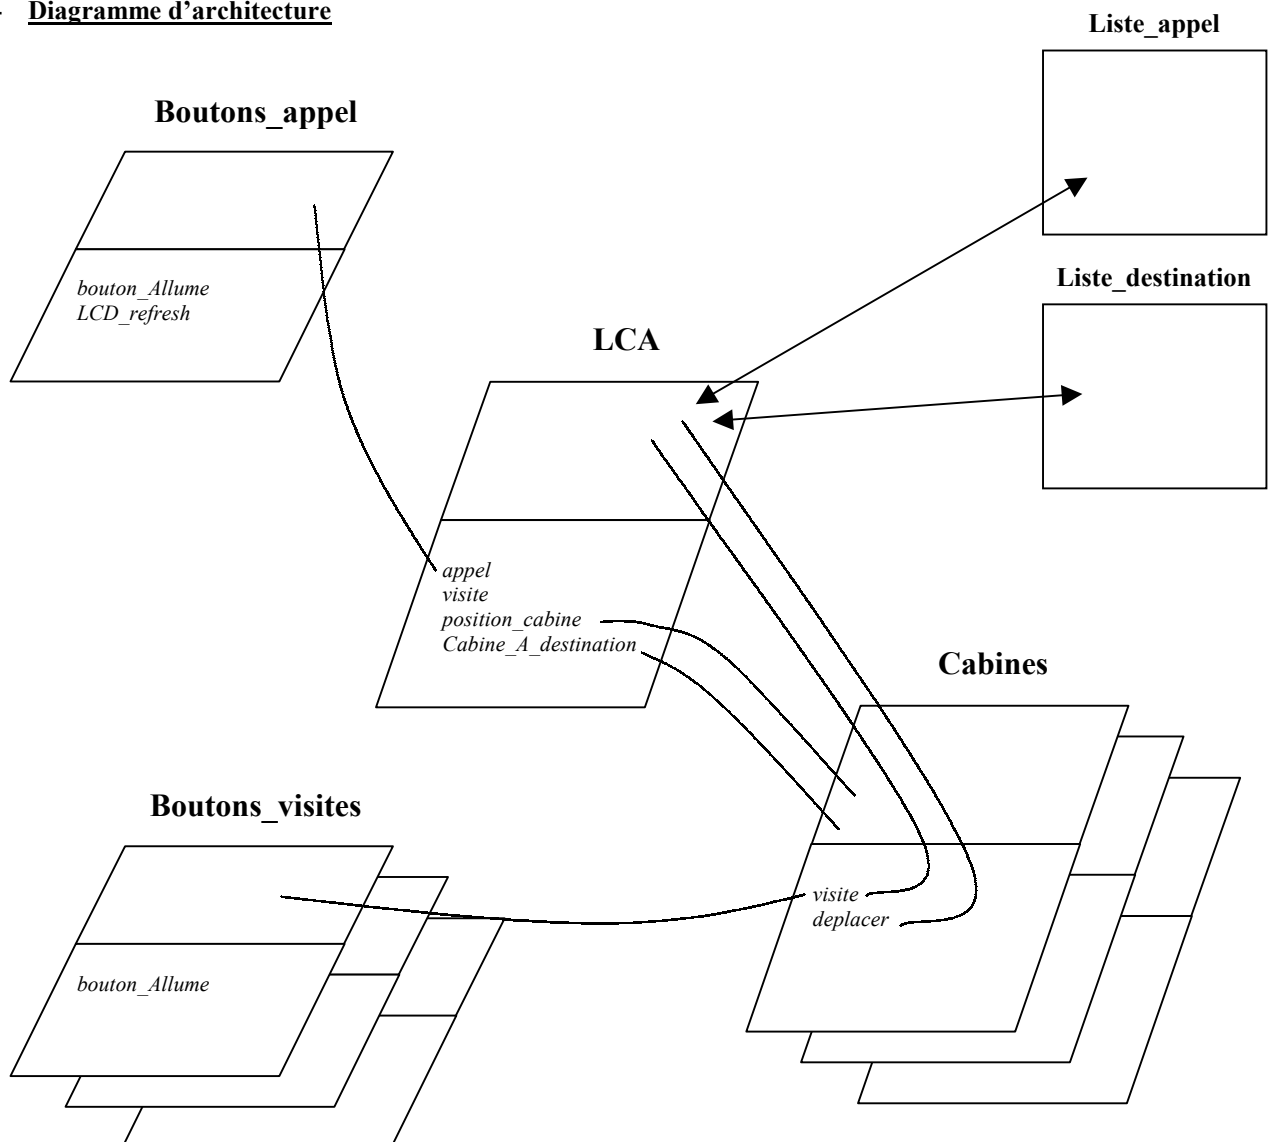 - Diagramme d’architecture
Liste_appel
Boutons_appel
bouton_Allume
LCD_refresh
Liste_destination
LCA
appel
visite
position_cabine
Cabine_A_destination
Cabines
visite
deplacer
Boutons_visites
bouton_Allume